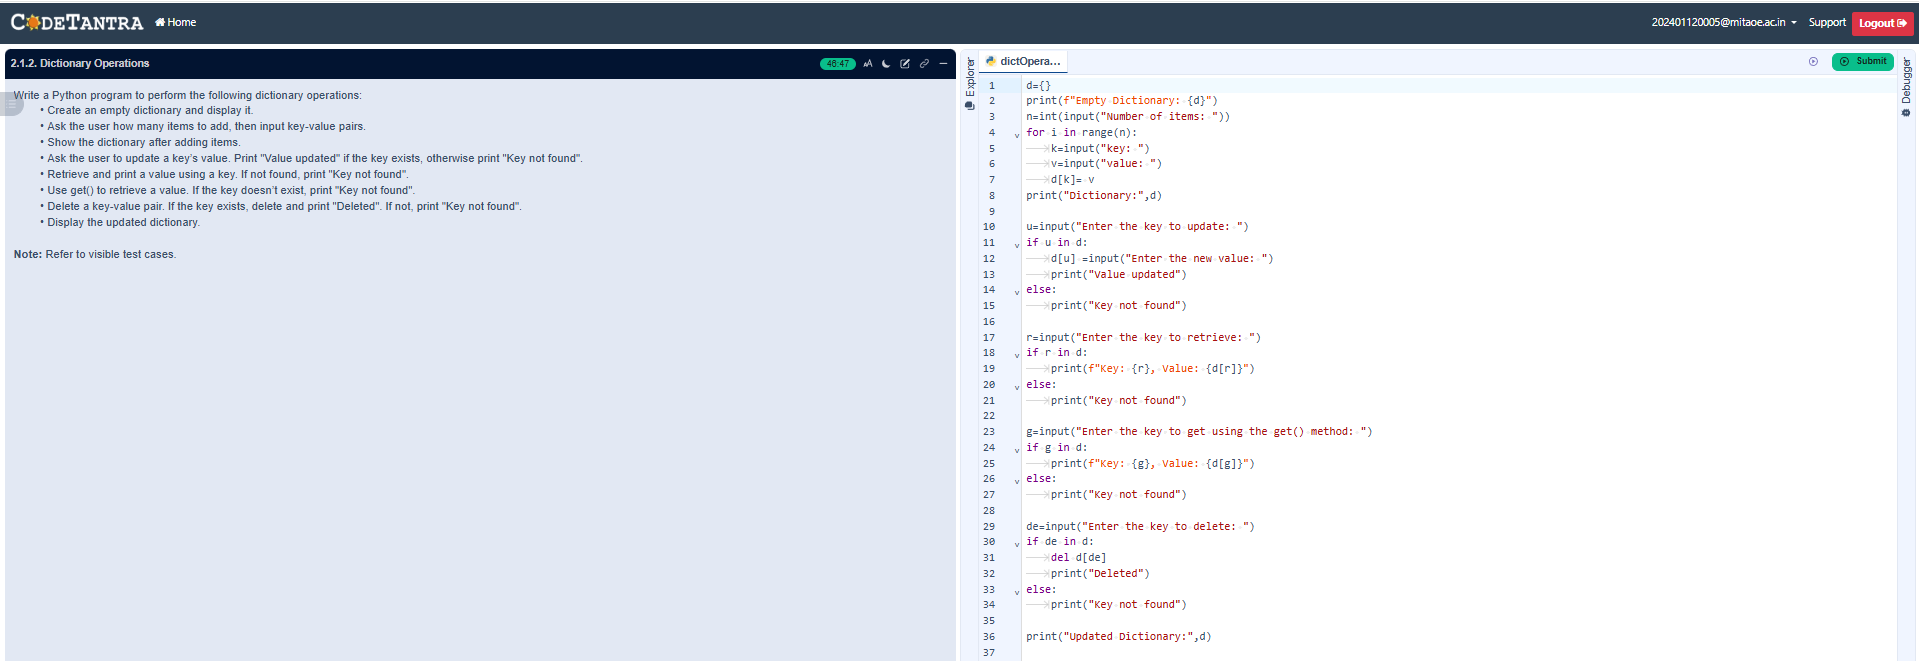 CODETANTRA Home 202401120005@mitaoe.ac.in Support Logout
2.1.2. Dictionary Operations 46:47
Write a Python program to perform the following dictionary operations:
• Create an empty dictionary and display it.
• Ask the user how many items to add, then input key-value pairs.
• Show the dictionary after adding items.
• Ask the user to update a key's value. Print "Value updated" if the key exists, otherwise print "Key not found".
• Retrieve and print a value using a key. If not found, print "Key not found".
• Use get() to retrieve a value. If the key doesn't exist, print "Key not found".
• Delete a key-value pair. If the key exists, delete and print "Deleted". If not, print "Key not found".
• Display the updated dictionary.
Note: Refer to visible test cases.
Explorer
dictOpera...
Submit
Debugger
1 d={}
2 print(f"Empty Dictionary: {d}")
3 n=int(input("Number of items: "))
4 for i in range(n):
5 k=input("key: ")
6 v=input("value: ")
7 d[k]= v
8 print("Dictionary:",d)
9
10 u=input("Enter the key to update: ")
11 if u in d:
12 d[u] =input("Enter the new value: ")
13 print("Value updated")
14 else:
15 print("Key not found")
16
17 r=input("Enter the key to retrieve: ")
18 if r in d:
19 print(f"Key: {r}, Value: {d[r]}")
20 else:
21 print("Key not found")
22
23 g=input("Enter the key to get using the get() method: ")
24 if g in d:
25 print(f"Key: {g}, Value: {d[g]}")
26 else:
27 print("Key not found")
28
29 de=input("Enter the key to delete: ")
30 if de in d:
31 del d[de]
32 print("Deleted")
33 else:
34 print("Key not found")
35
36 print("Updated Dictionary:",d)
37